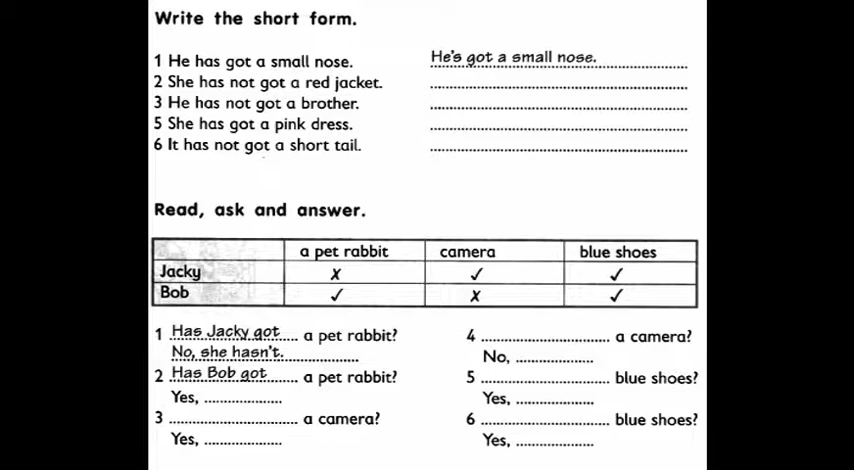 Write the short form.
1 He has got a small nose. He's got a small nose.
2 She has not got a red jacket. ....................
3 He has not got a brother. ....................
5 She has got a pink dress. ....................
6 It has not got a short tail. ....................
Read, ask and answer.
a pet rabbit camera blue shoes
Jacky ✗ ✓ ✓
Bob ✓ ✗ ✓
1 Has Jacky got.... a pet rabbit?
No, she hasn't. ....................
2 Has Bob got....... a pet rabbit?
Yes, ....................
3 .................... a camera?
Yes, ....................
4 .................... a camera?
No, ....................
5 .................... blue shoes?
Yes, ....................
6 .................... blue shoes?
Yes, ....................